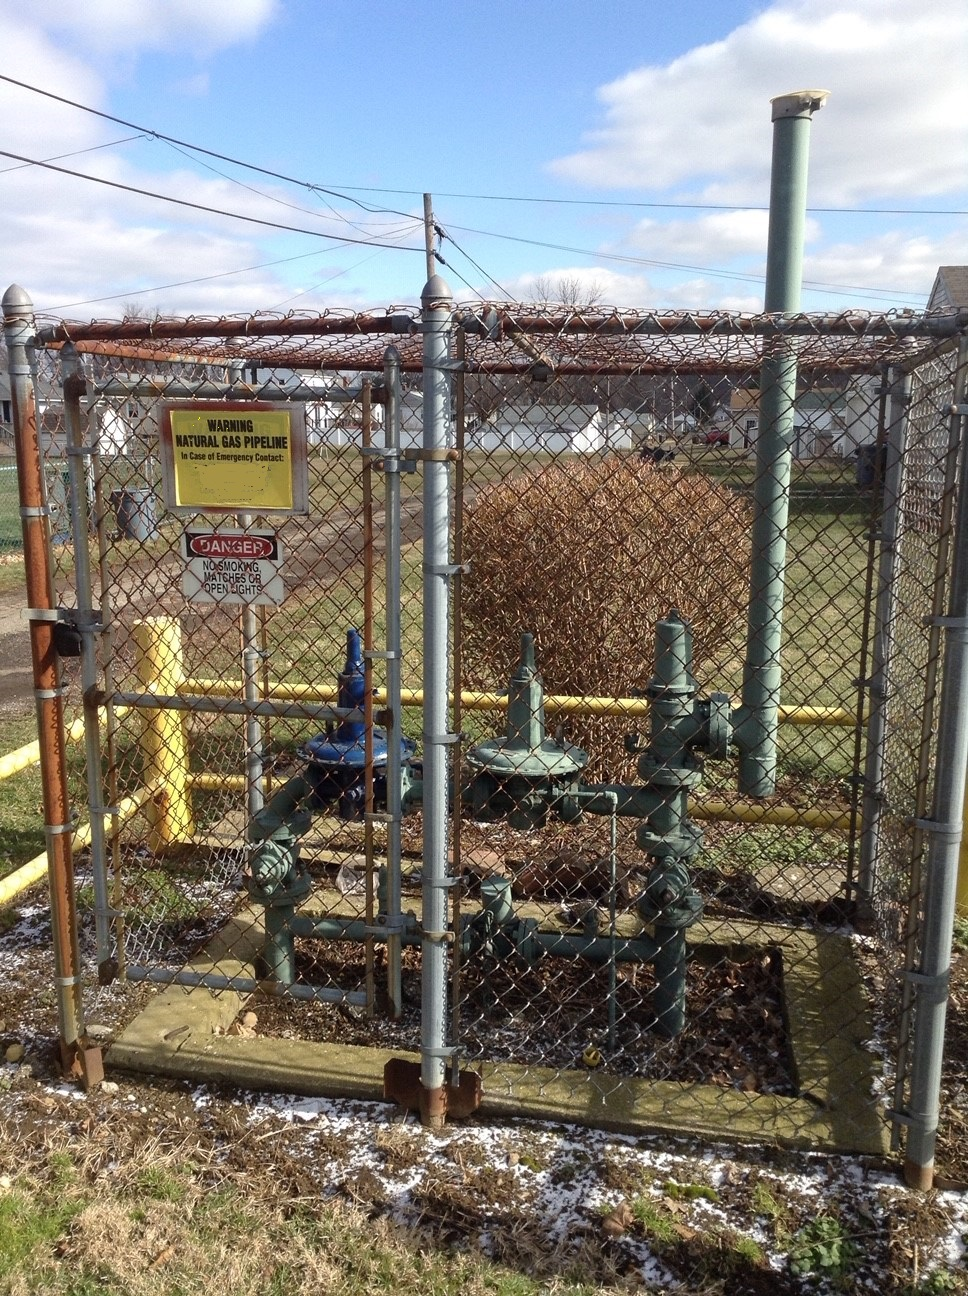 WARNING
NATURAL GAS PIPELINE
In Case of Emergency Contact:
DANGER
NO SMOKING,
MATCHES OR
OPEN LIGHTS